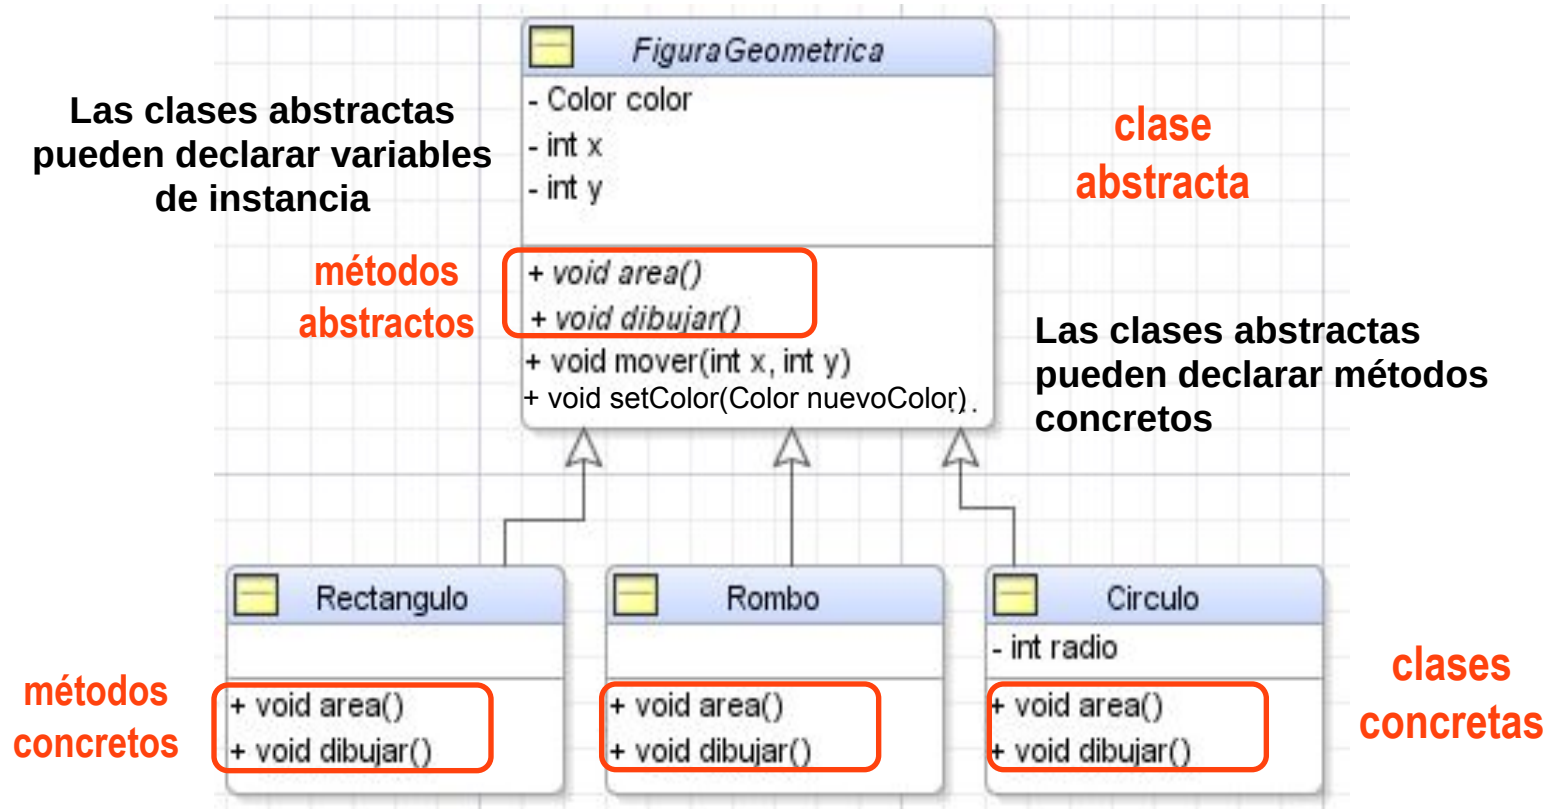 FiguraGeometrica
- Color color
- int x
- int y
+ void area()
+ void dibujar()
+ void mover(int x, int y)
+ void setColor(Color nuevoColor)
...
Las clases abstractas
pueden declarar variables
de instancia
clase
abstracta
métodos
abstractos
Las clases abstractas
pueden declarar métodos
concretos
Rectangulo
+ void area()
+ void dibujar()
Rombo
+ void area()
+ void dibujar()
Circulo
- int radio
+ void area()
+ void dibujar()
métodos
concretos
clases
concretas